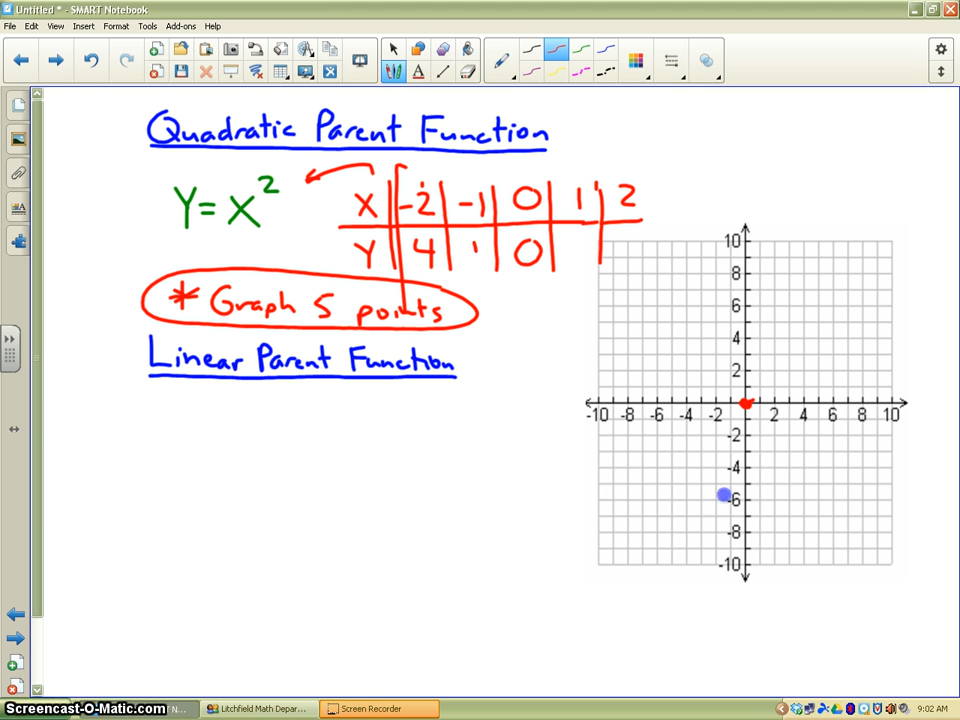 Untitled * - SMART Notebook
File Edit View Insert Format Tools Add-ons Help
Quadratic Parent Function
Y = X²
X -2 -1 0 1 2
Y 4 1 0
* Graph 5 points
Linear Parent Function
10
8
6
4
2
-10 -8 -6 -4 -2 2 4 6 8 10
-2
-4
-6
-8
-10
Screencast-O-Matic.com
Litchfield Math Depar...
Screen Recorder
9:02 AM